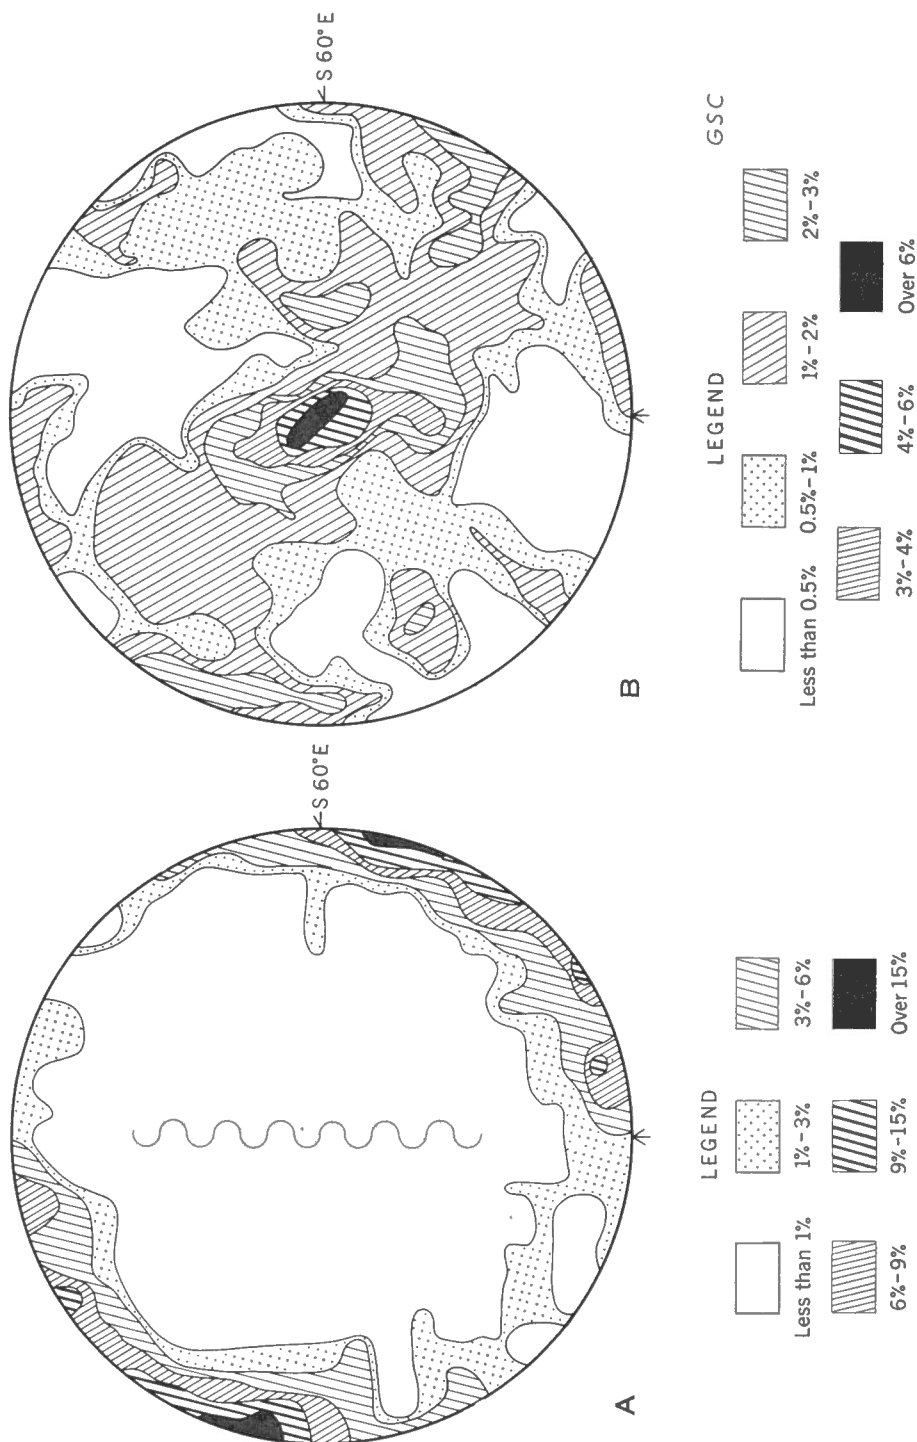 S 60° E
A
LEGEND
Less than 1%
1%-3%
3%-6%
6%-9%
9%-15%
Over 15%
S 60° E
B
LEGEND
GSC
Less than 0.5%
0.5%-1%
1%-2%
2%-3%
3%-4%
4%-6%
Over 6%